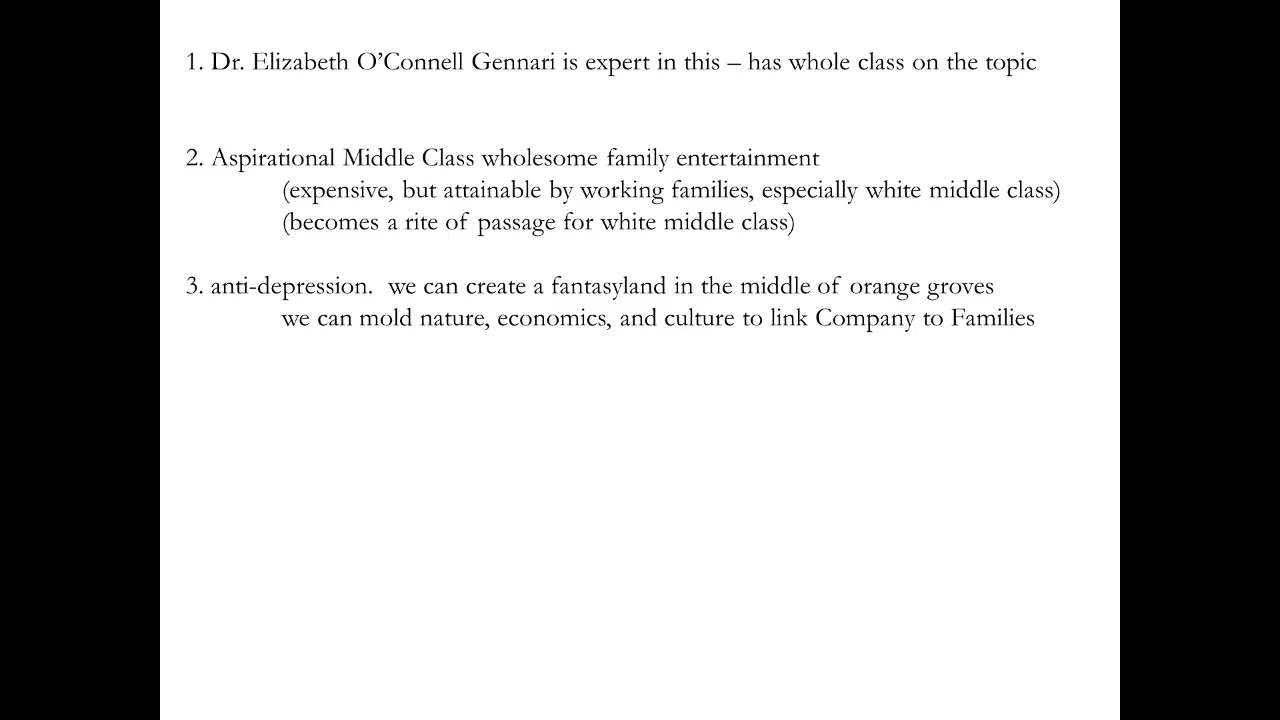 1. Dr. Elizabeth O’Connell Gennari is expert in this – has whole class on the topic
2. Aspirational Middle Class wholesome family entertainment
(expensive, but attainable by working families, especially white middle class)
(becomes a rite of passage for white middle class)
3. anti-depression.  we can create a fantasyland in the middle of orange groves
we can mold nature, economics, and culture to link Company to Families